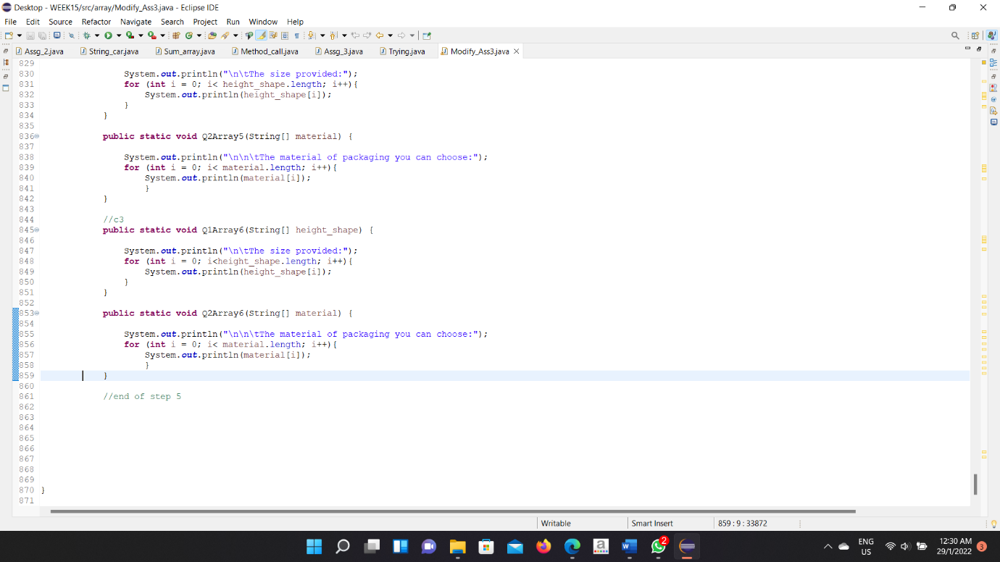 Desktop - WEEK15/src/array/Modify_Ass3.java - Eclipse IDE
File Edit Source Refactor Navigate Search Project Run Window Help
Assg_2.java String_car.java Sum_array.java Method_call.java Assg_3.java Trying.java Modify_Ass3.java
829
830 System.out.println("\n\tThe size provided:");
831 for (int i = 0; i< height_shape.length; i++){
832 System.out.println(height_shape[i]);
833 }
834 }
835
836 public static void Q2Array5(String[] material) {
837
838 System.out.println("\n\n\tThe material of packaging you can choose:");
839 for (int i = 0; i< material.length; i++){
840 System.out.println(material[i]);
841 }
842 }
843
844 //c3
845 public static void Q1Array6(String[] height_shape) {
846
847 System.out.println("\n\tThe size provided:");
848 for (int i = 0; i<height_shape.length; i++){
849 System.out.println(height_shape[i]);
850 }
851 }
852
853 public static void Q2Array6(String[] material) {
854
855 System.out.println("\n\n\tThe material of packaging you can choose:");
856 for (int i = 0; i< material.length; i++){
857 System.out.println(material[i]);
858 }
859 }
860
861 //end of step 5
862
863
864
865
866
867
868
869
870 }
871
Writable Smart Insert 859 : 9 : 33872
2
ENG
US
12:30 AM
29/1/2022
3